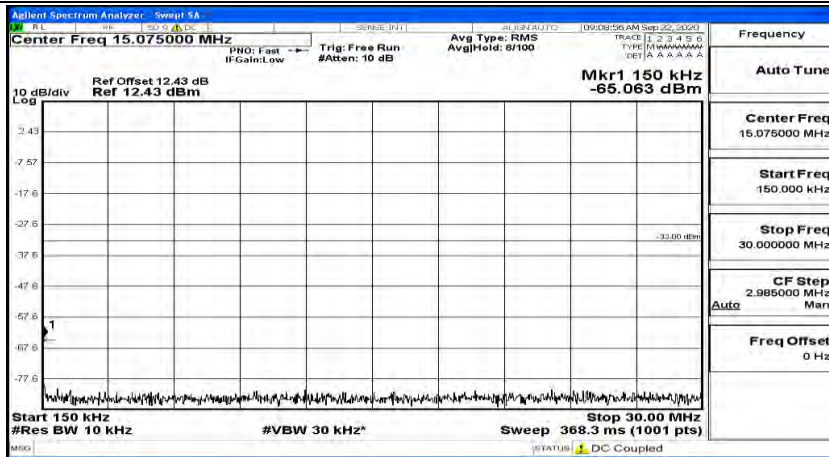 Agilent Spectrum Analyzer - Swept SA
RL RF 50 Ω DC SENSE:INT ALIGN AUTO 09:08:56 AM Sep 22, 2020
Center Freq 15.075000 MHz
PNO: Fast
IFGain:Low
Trig: Free Run
#Atten: 10 dB
Avg Type: RMS
Avg|Hold: 8/100
TRACE 1 2 3 4 5 6
TYPE MWWWWW
DET A A A A A A
Ref Offset 12.43 dB
Ref 12.43 dBm
10 dB/div
Log
Mkr1 150 kHz
-65.063 dBm
2.43
-7.57
-17.6
-27.6
-33.00 dBm
-37.6
-47.6
-57.6
1
-67.6
-77.6
Start 150 kHz
Stop 30.00 MHz
#Res BW 10 kHz
#VBW 30 kHz*
Sweep 368.3 ms (1001 pts)
MSG
STATUS DC Coupled
Frequency
Auto Tune
Center Freq
15.075000 MHz
Start Freq
150.000 kHz
Stop Freq
30.000000 MHz
CF Step
2.985000 MHz
Auto Man
Freq Offset
0 Hz